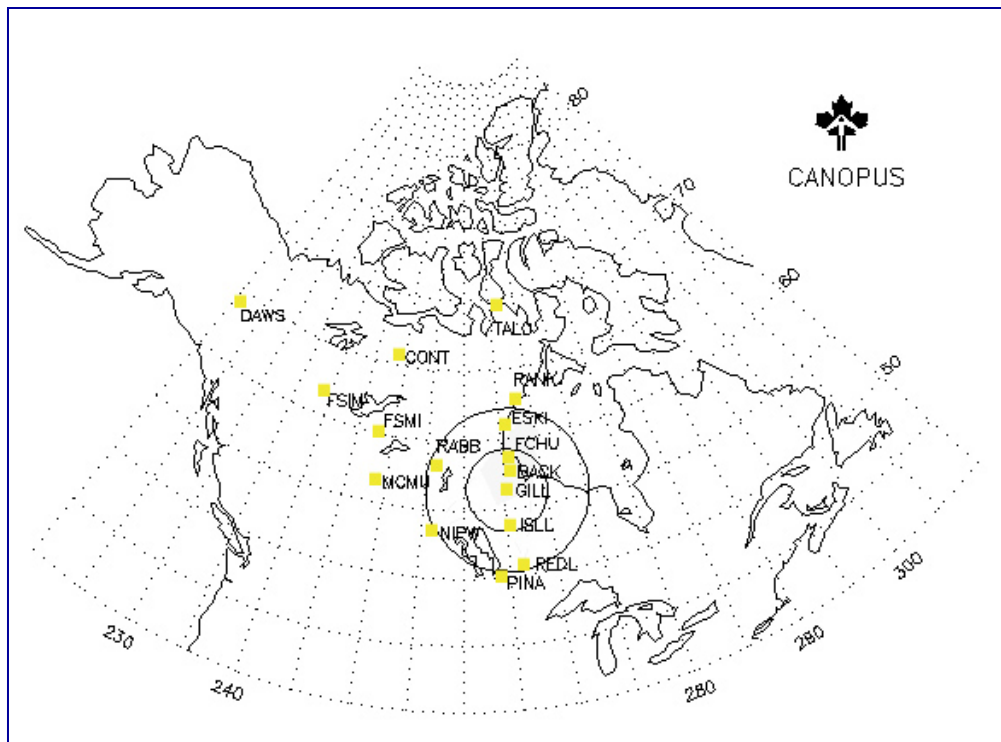 80
CANOPUS
70
60
DAWS
TALO
CONT
50
RANK
FSIM
FSMI
ESKI
RABB
FCHU
BACK
MCMU
GILL
NIPW
ISLL
REDL
PINA
300
230
280
240
280